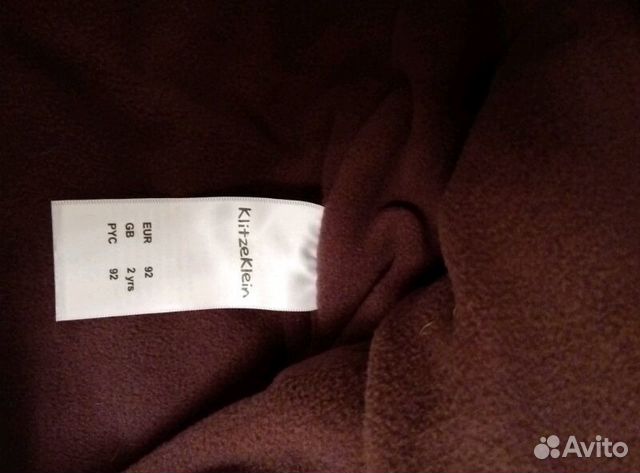 KlitzeKlein
EUR 92
GB 2 yrs
РУС 92
Avito